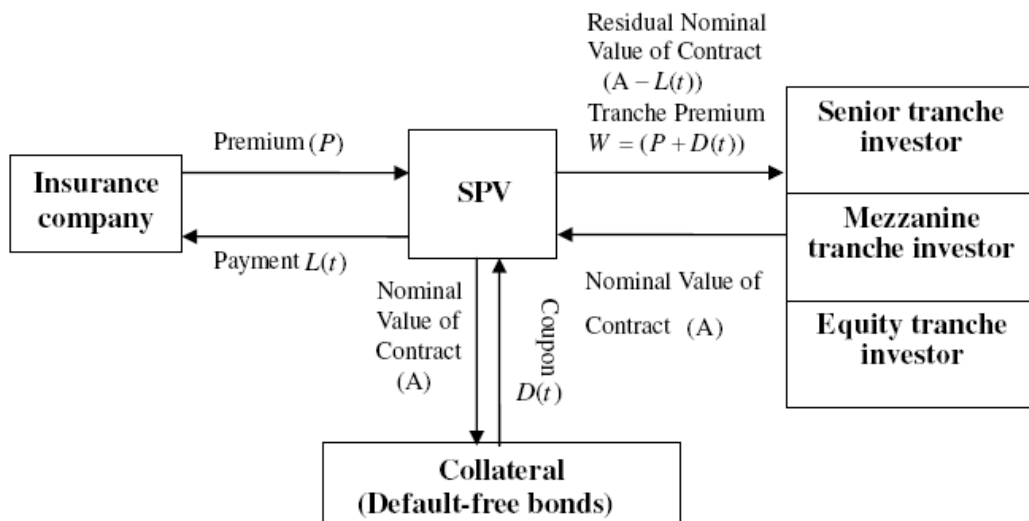 Residual Nominal
Value of Contract
(A – L(t))
Tranche Premium
W = (P + D(t))
Senior tranche
investor
Premium (P)
Insurance
company
SPV
Mezzanine
tranche investor
Payment L(t)
Nominal
Value of
Contract
(A)
Coupon
D(t)
Nominal Value of
Contract (A)
Equity tranche
investor
Collateral
(Default-free bonds)